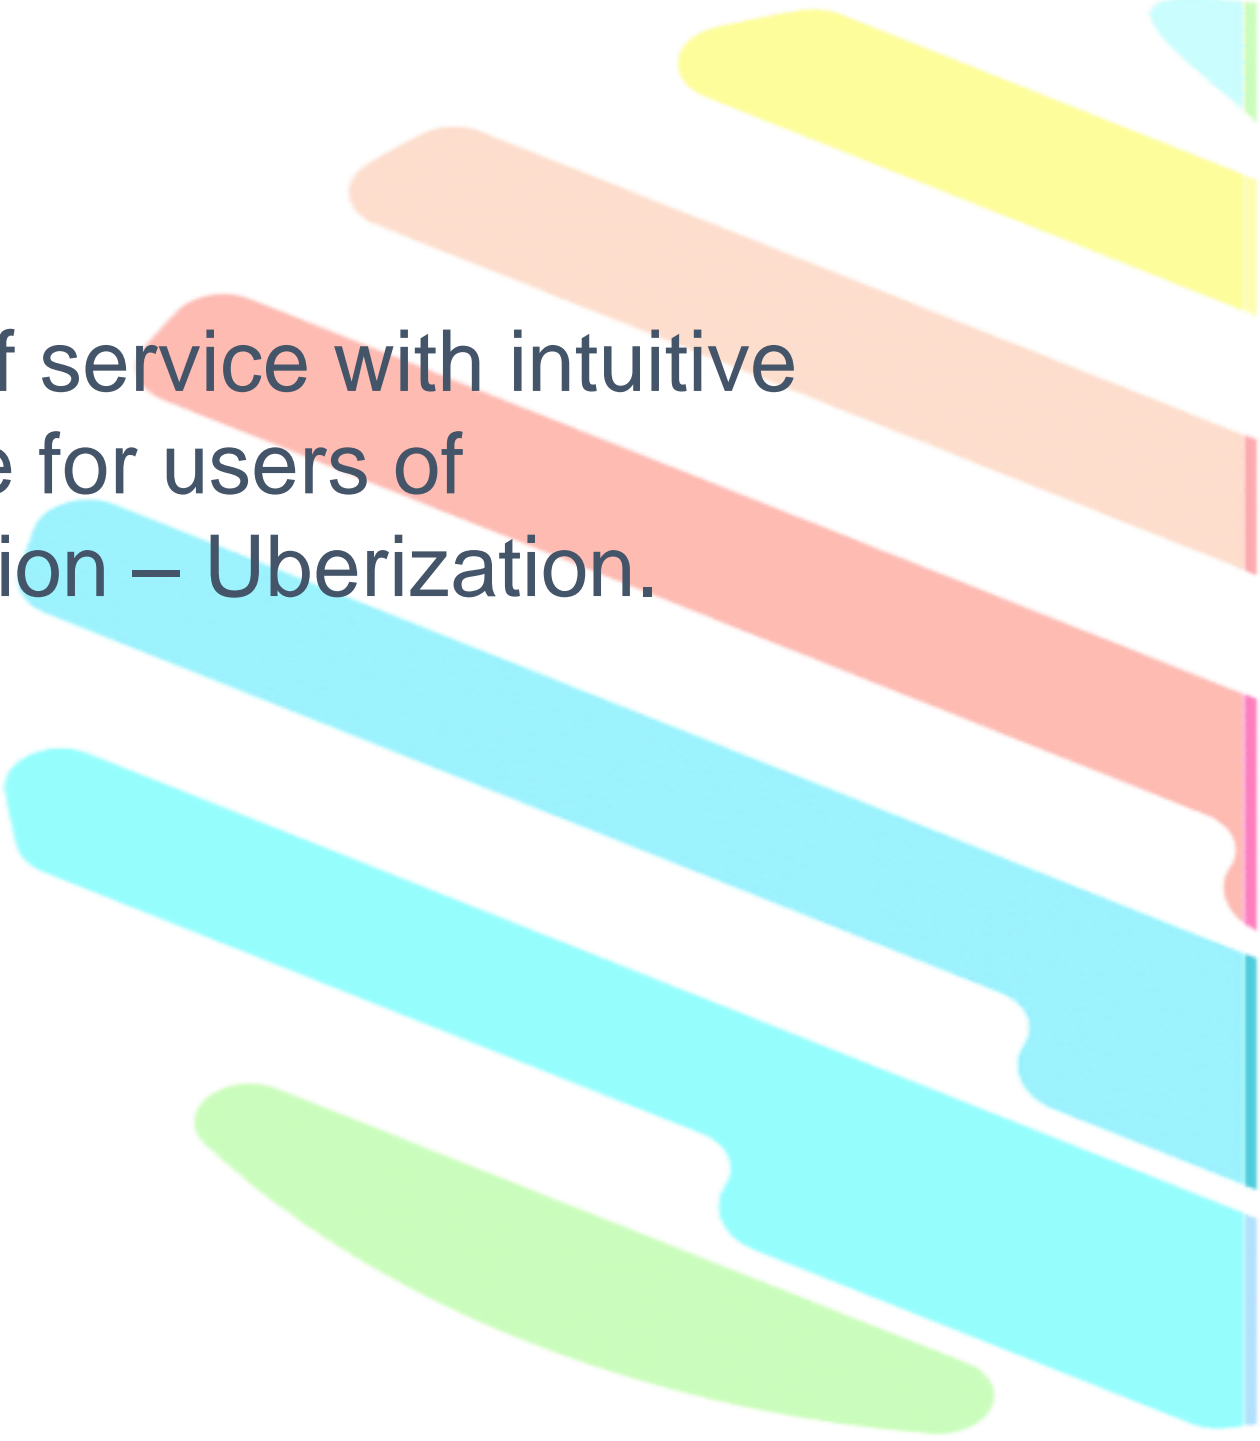 f service with intuitive
e for users of
ion – Uberization.